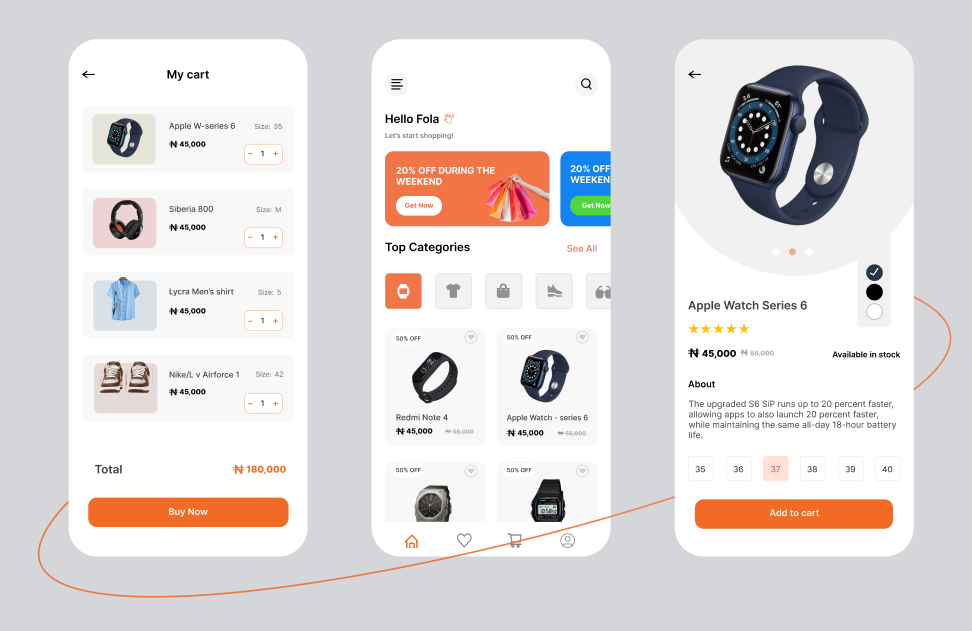 My cart
Apple W-series 6
Size: 35
₦ 45,000
− 1 +
Siberia 800
Size: M
₦ 45,000
− 1 +
Lycra Men's shirt
Size: 5
₦ 45,000
− 1 +
Nike/L v Airforce 1
Size: 42
₦ 45,000
− 1 +
Total
₦ 180,000
Buy Now
Hello Fola
Let's start shopping!
20% OFF DURING THE
WEEKEND
Get Now
20% OFF
WEEKEN
Get Now
Top Categories
See All
50% OFF
Redmi Note 4
₦ 45,000
₦ 55,000
50% OFF
Apple Watch - series 6
₦ 45,000
₦ 55,000
50% OFF
50% OFF
Apple Watch Series 6
₦ 45,000
₦ 55,000
Available in stock
About
The upgraded S6 SiP runs up to 20 percent faster,
allowing apps to also launch 20 percent faster,
while maintaining the same all-day 18-hour battery
life.
35
36
37
38
39
40
Add to cart